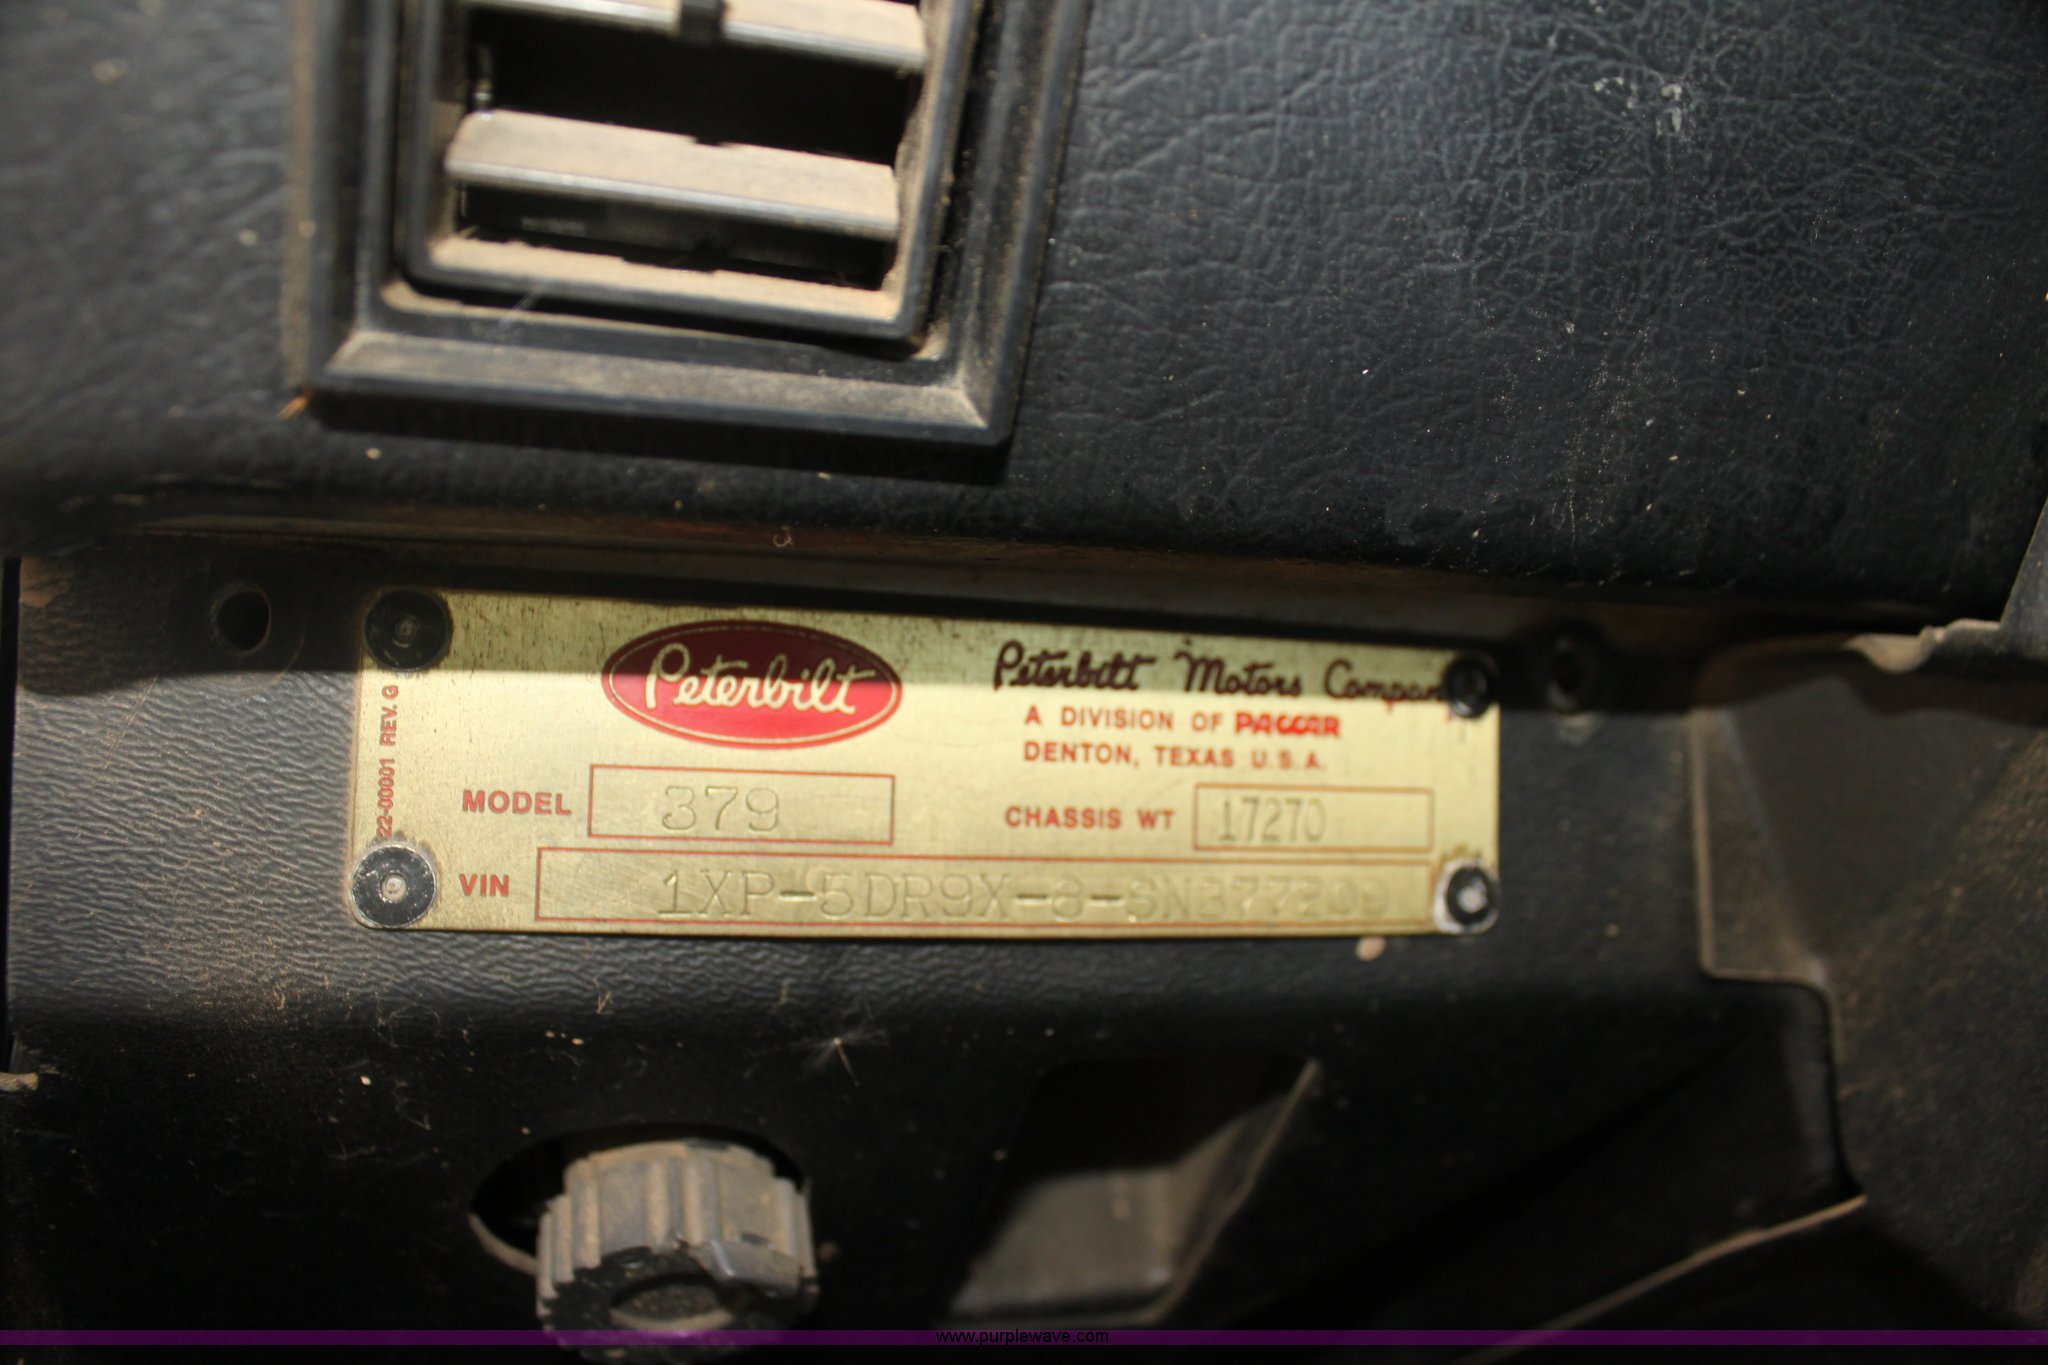 Peterbilt
Peterbilt Motors Company
A DIVISION OF PACCAR
DENTON, TEXAS U.S.A.
22-00001 REV. G
MODEL 379
CHASSIS WT 17270
VIN 1XP-5DR9X-8-SN377209
www.purplewave.com